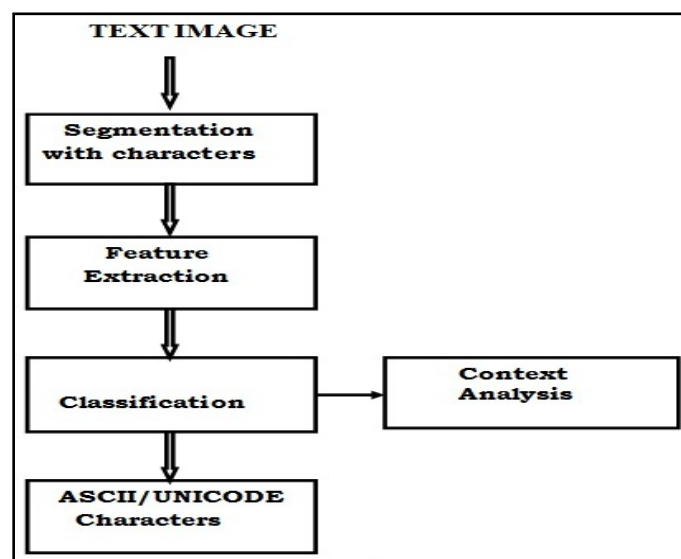 TEXT IMAGE
Segmentation
with characters
Feature
Extraction
Classification
Context
Analysis
ASCII/UNICODE
Characters